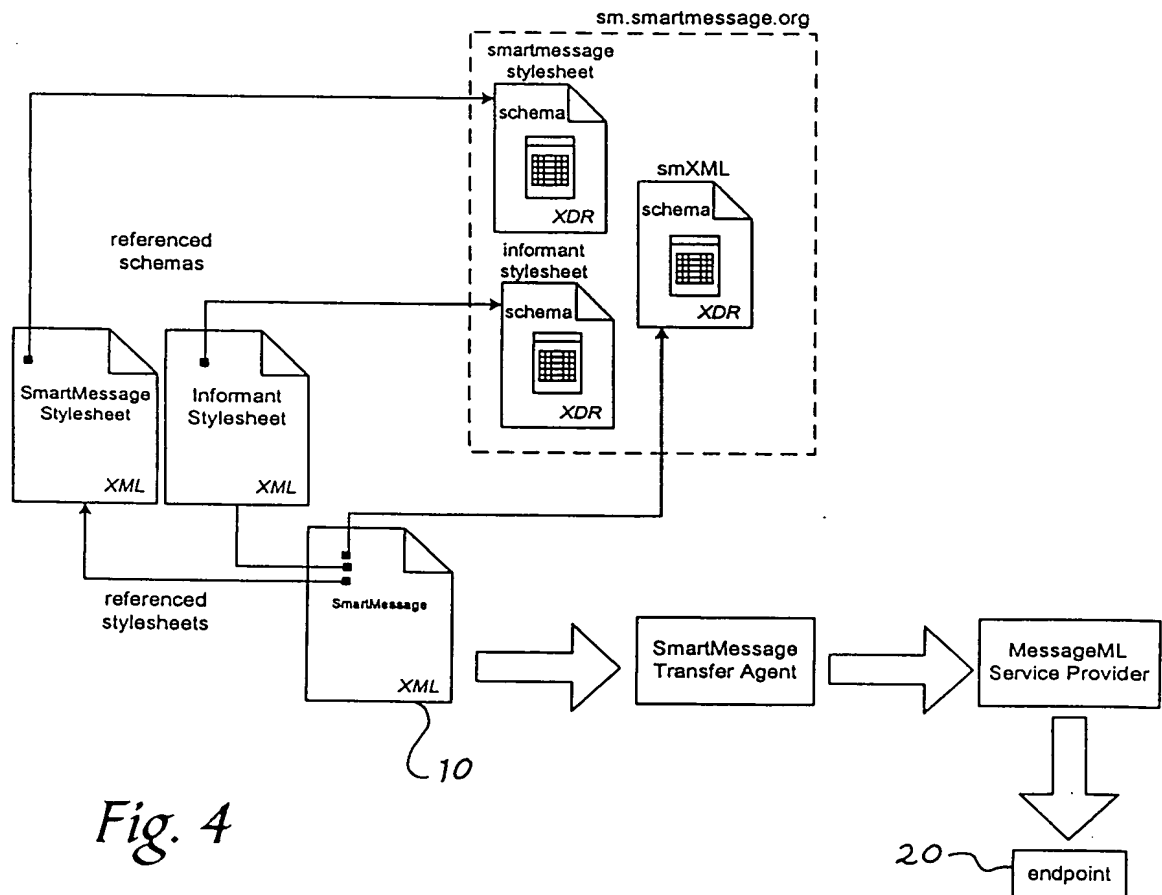 sm.smartmessage.org
smartmessage
stylesheet
schema
XDR
smXML
schema
XDR
referenced
schemas
informant
stylesheet
schema
XDR
SmartMessage
Stylesheet
XML
Informant
Stylesheet
XML
referenced
stylesheets
SmartMessage
XML
10
SmartMessage
Transfer Agent
MessageML
Service Provider
Fig. 4
20
endpoint